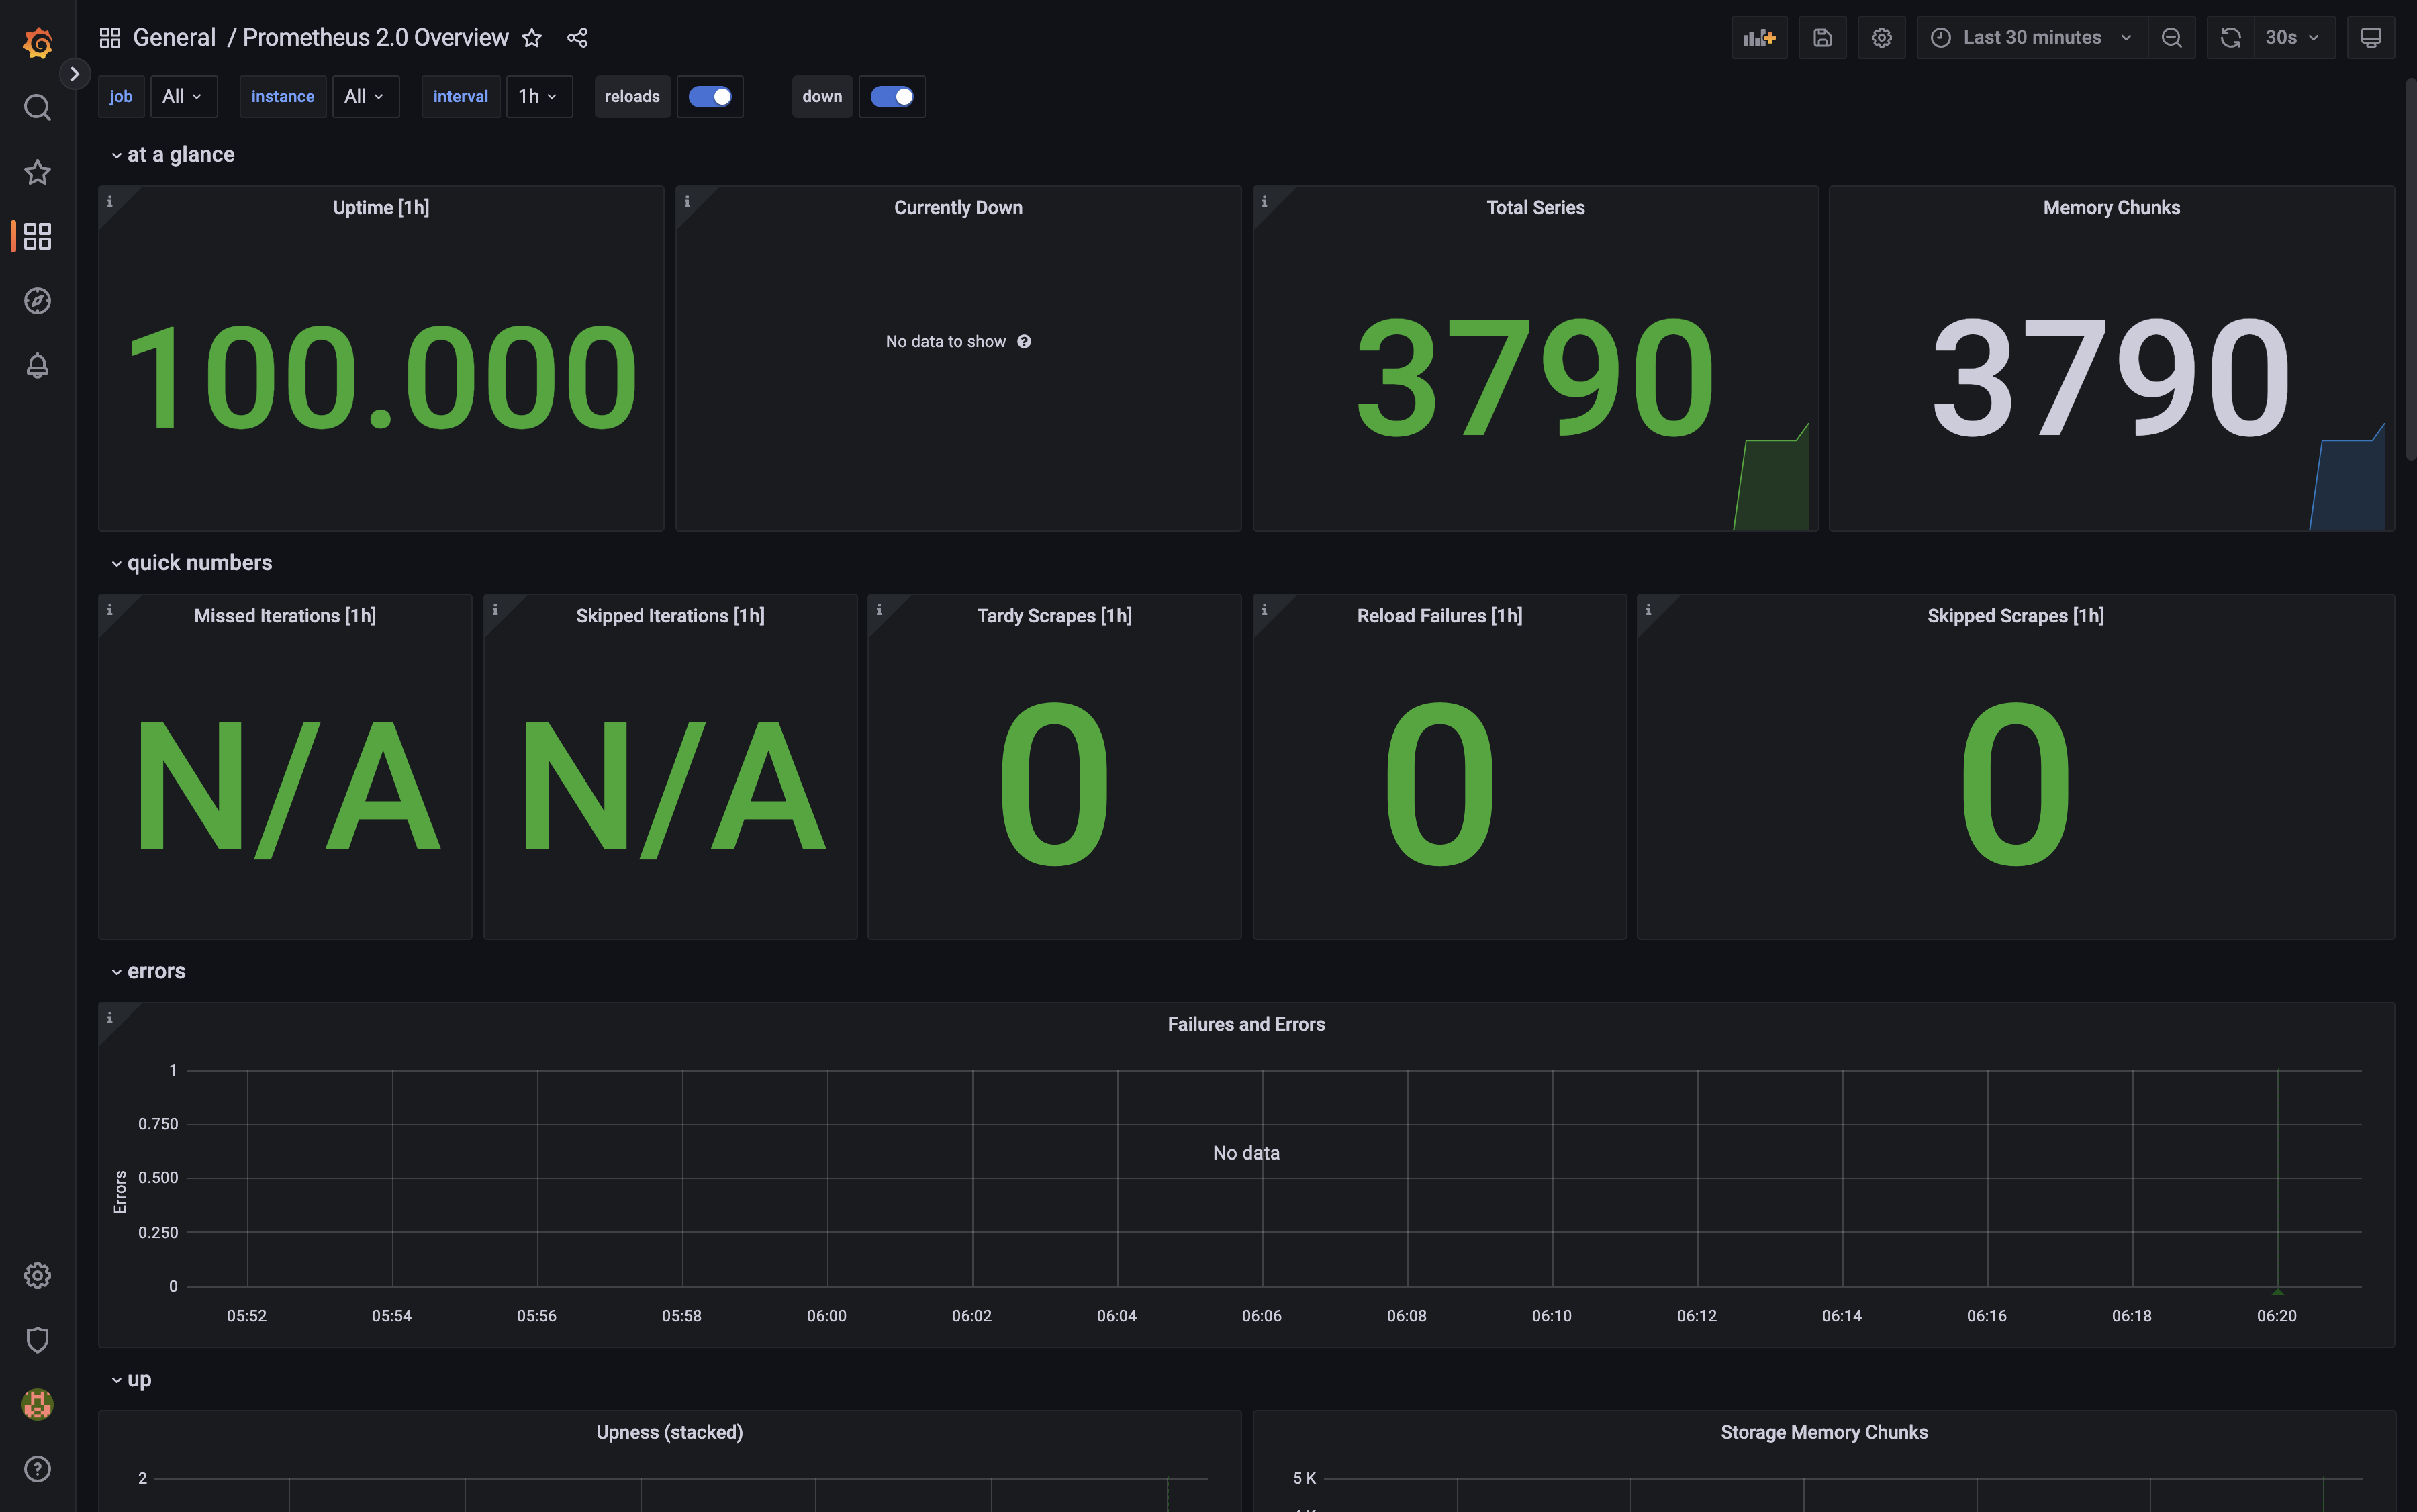 General / Prometheus 2.0 Overview
Last 30 minutes
30s
job All instance All interval 1h reloads down
at a glance
Uptime [1h]
100.000
Currently Down
No data to show
Total Series
3790
Memory Chunks
3790
quick numbers
Missed Iterations [1h]
N/A
Skipped Iterations [1h]
N/A
Tardy Scrapes [1h]
0
Reload Failures [1h]
0
Skipped Scrapes [1h]
0
errors
Failures and Errors
Errors
1
0.750
0.500
0.250
0
No data
05:52 05:54 05:56 05:58 06:00 06:02 06:04 06:06 06:08 06:10 06:12 06:14 06:16 06:18 06:20
up
Upness (stacked)
2
Storage Memory Chunks
5 K